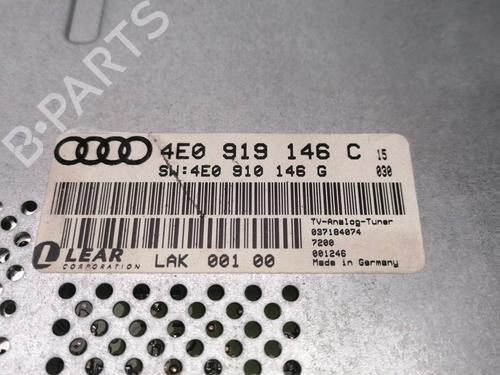 B-PARTS
4E0 919 146 C 15
SW:4E0 910 146 G 030
TV-Analog-Tuner
037184074
7200
001246
Made in Germany
LEAR
CORPORATION
LAK 001 00